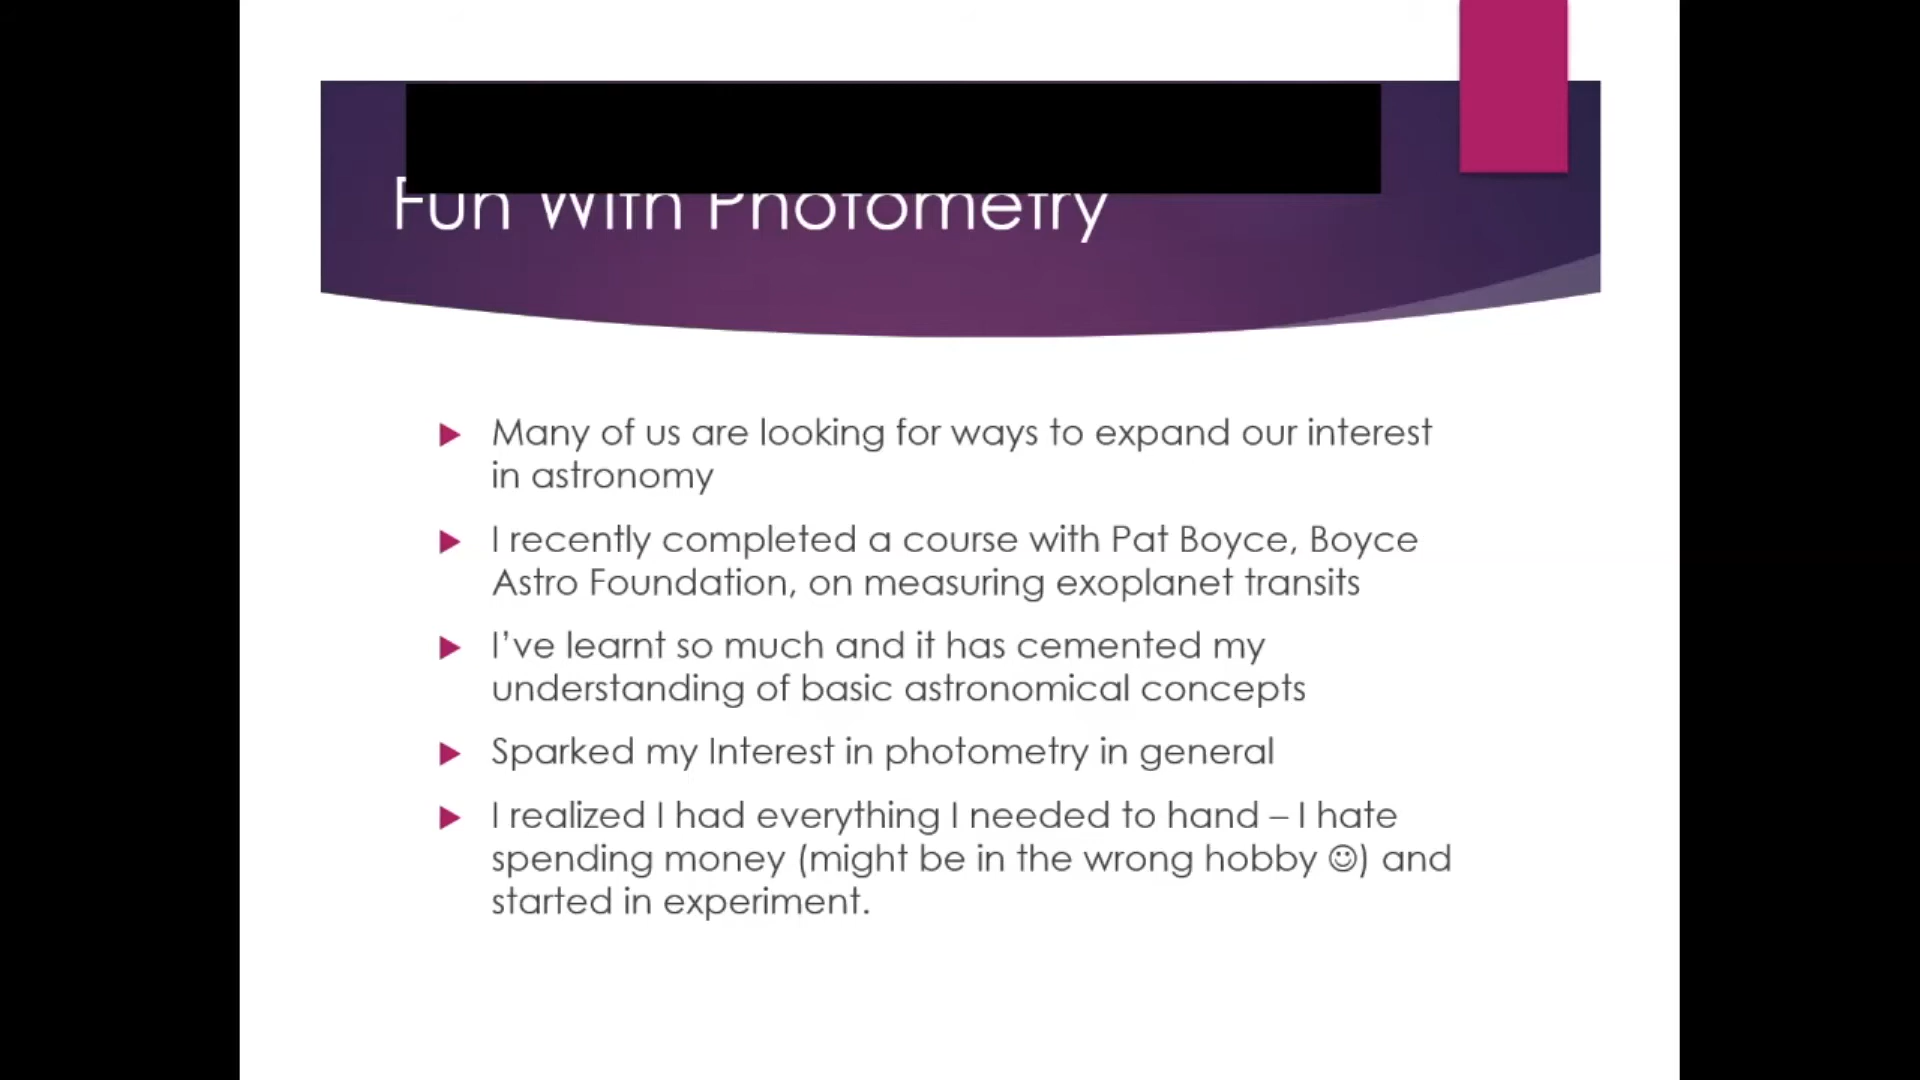 Fun With Photometry
Many of us are looking for ways to expand our interest
in astronomy
I recently completed a course with Pat Boyce, Boyce
Astro Foundation, on measuring exoplanet transits
I’ve learnt so much and it has cemented my
understanding of basic astronomical concepts
Sparked my Interest in photometry in general
I realized I had everything I needed to hand – I hate
spending money (might be in the wrong hobby ☺) and
started in experiment.